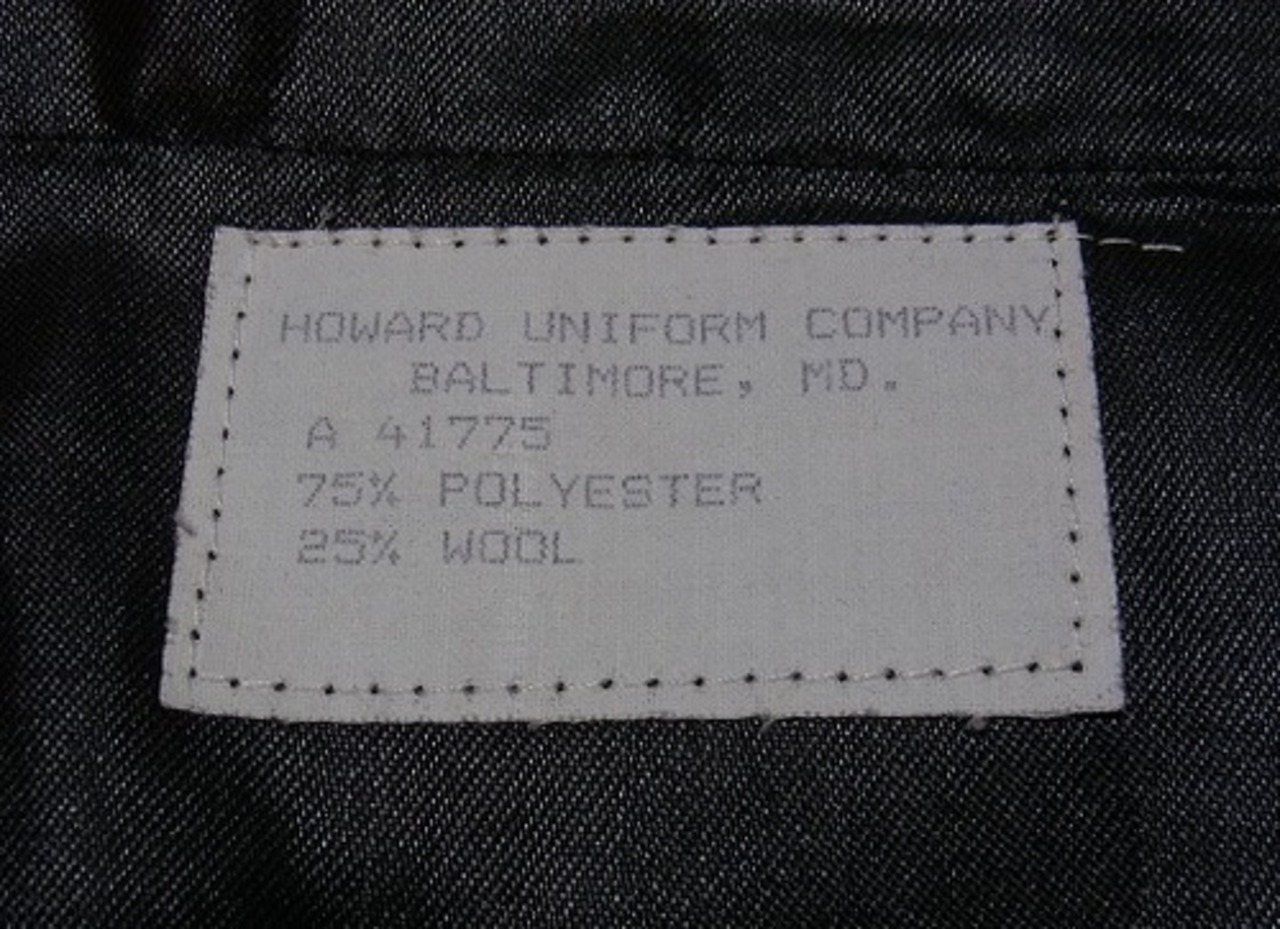 HOWARD UNIFORM COMPANY
BALTIMORE, MD.
A 41775
75% POLYESTER
25% WOOL